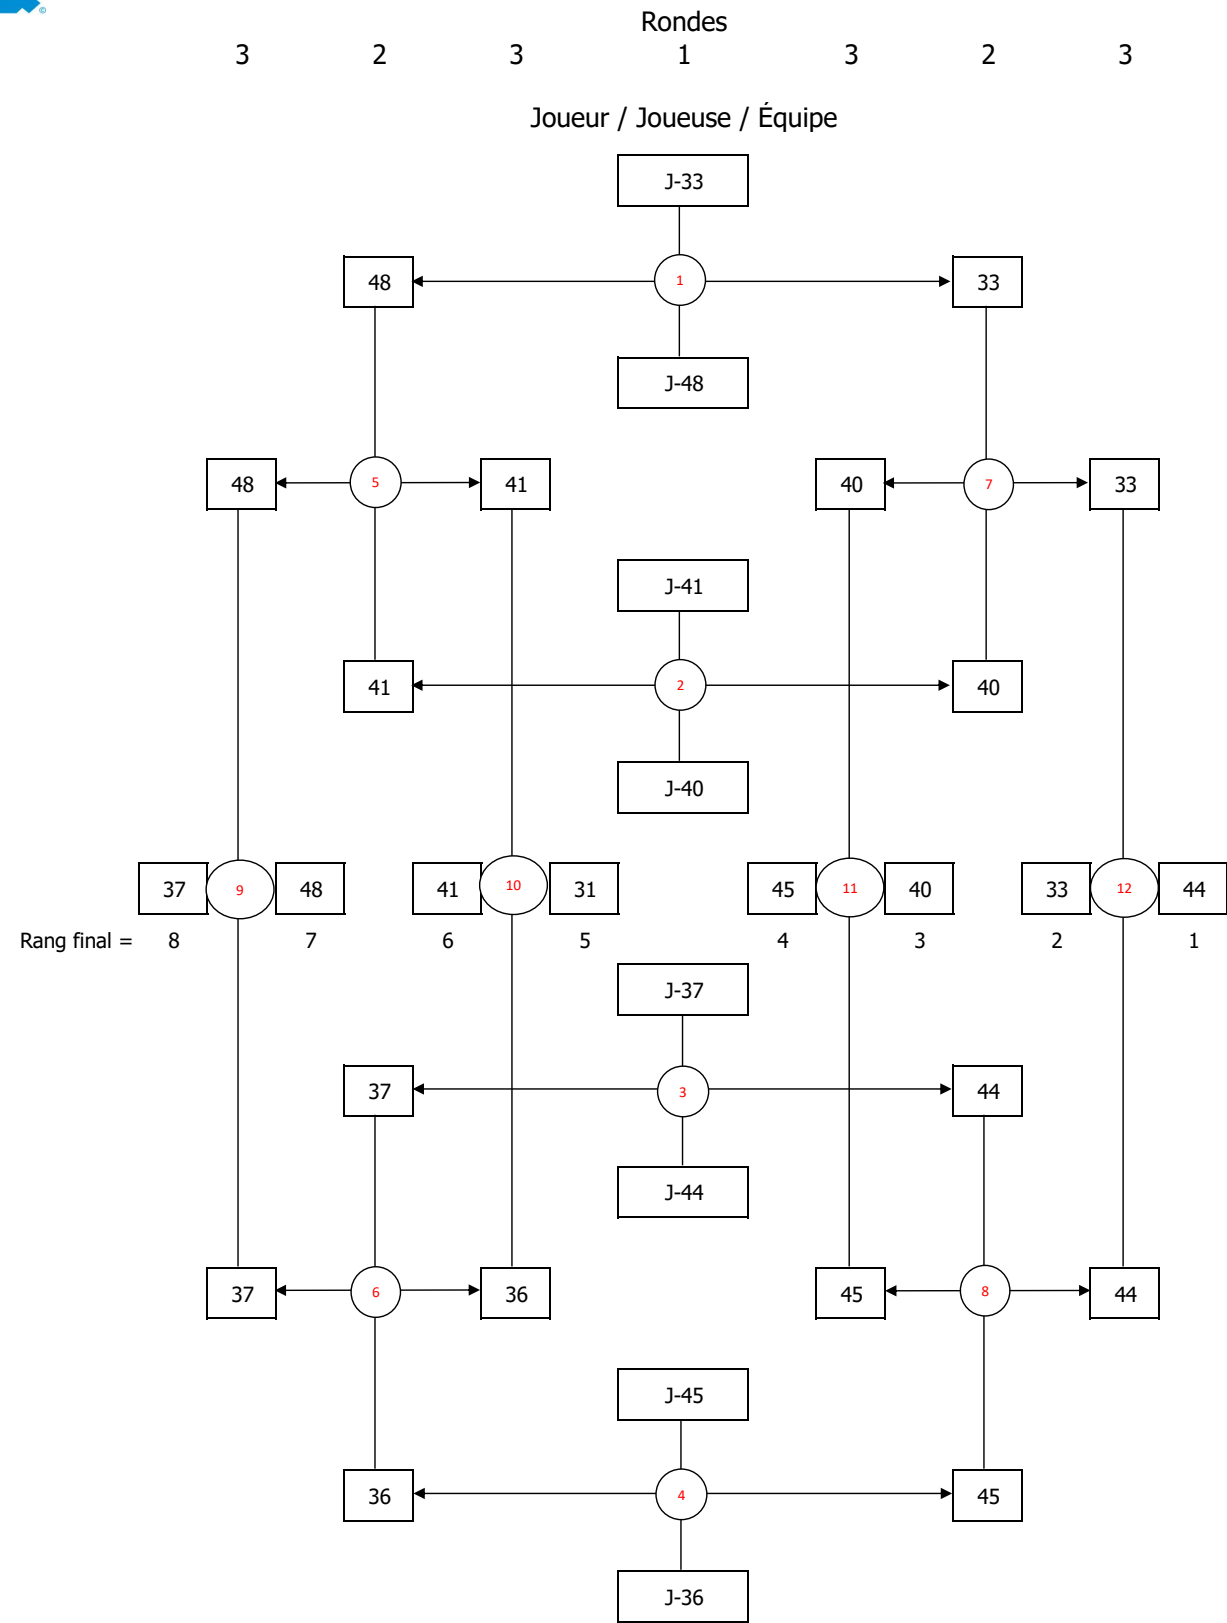 ©
Rondes
3 2 3 1 3 2 3
Joueur / Joueuse / Équipe
J-33
48 1 33
J-48
48 5 41 40 7 33
J-41
41 2 40
J-40
37 9 48 41 10 31 45 11 40 33 12 44
Rang final = 8 7 6 5 4 3 2 1
J-37
37 3 44
J-44
37 6 36 45 8 44
J-45
36 4 45
J-36